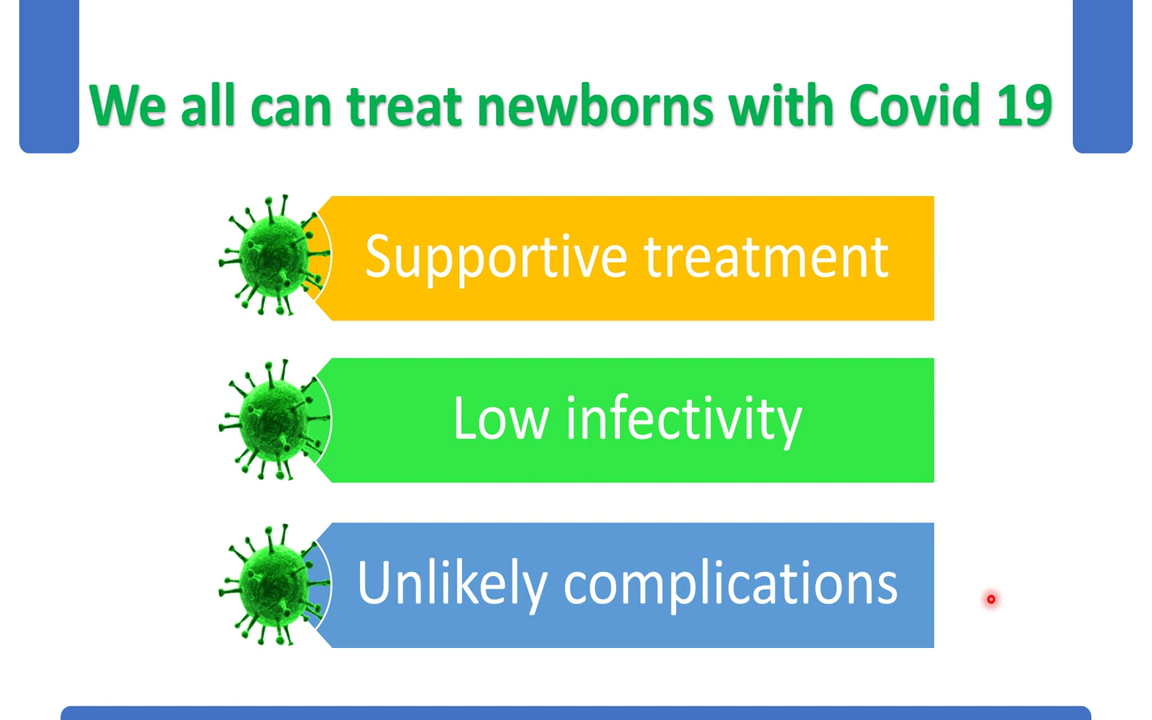 We all can treat newborns with Covid 19
Supportive treatment
Low infectivity
Unlikely complications